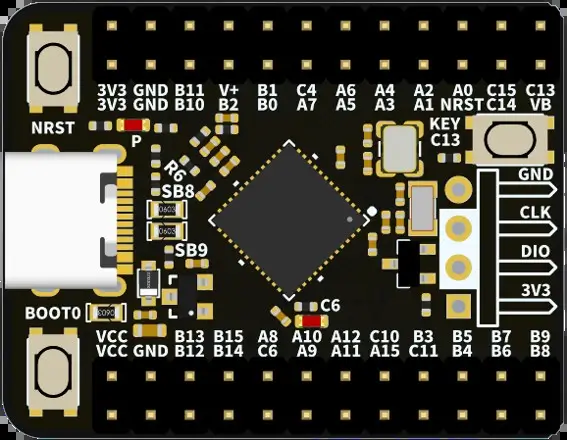 3V3 GND B11 V+ B1 C4 A6 A4 A2 A0 C15 C13
3V3 GND B10 B2 B0 A7 A5 A3 A1 NRST C14 VB
NRST
P
KEY
C13
R6
SB8
0603
0603
SB9
GND
CLK
DIO
3V3
BOOT0
C6
VCC B13 B15 A8 A10 A12 C10 B3 B5 B7 B9
VCC GND B12 B14 C6 A9 A11 A15 C11 B4 B6 B8